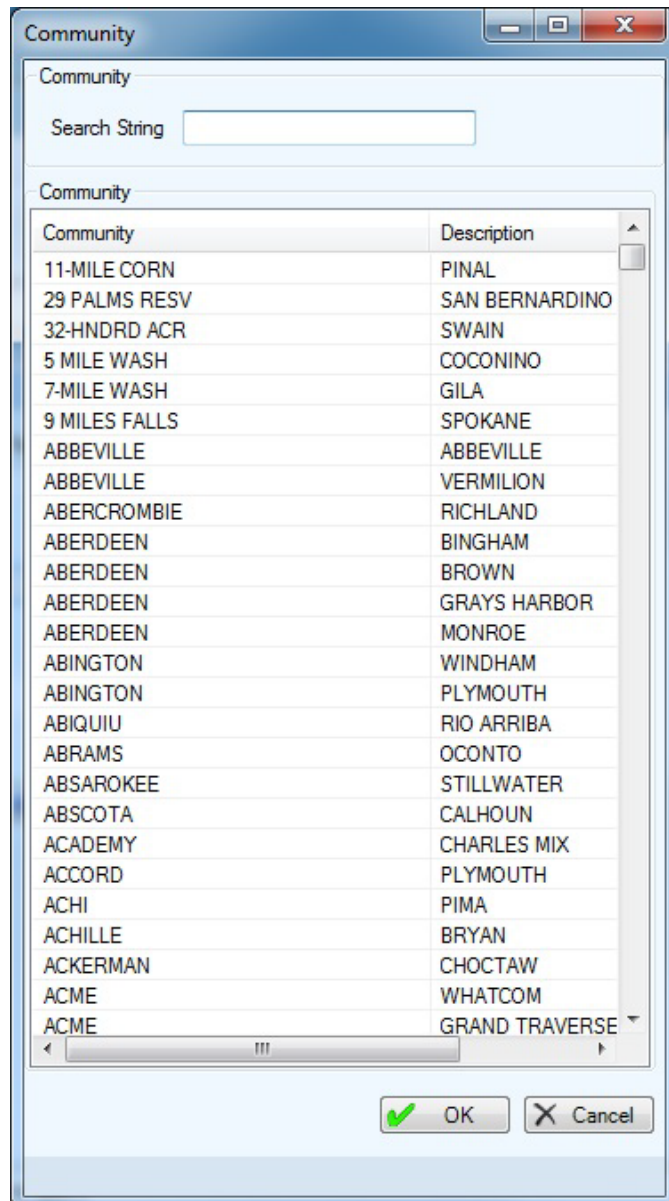 Community
Community
Search String
Community
Community Description
11-MILE CORN PINAL
29 PALMS RESV SAN BERNARDINO
32-HNDRD ACR SWAIN
5 MILE WASH COCONINO
7-MILE WASH GILA
9 MILES FALLS SPOKANE
ABBEVILLE ABBEVILLE
ABBEVILLE VERMILION
ABERCROMBIE RICHLAND
ABERDEEN BINGHAM
ABERDEEN BROWN
ABERDEEN GRAYS HARBOR
ABERDEEN MONROE
ABINGTON WINDHAM
ABINGTON PLYMOUTH
ABIQUIU RIO ARRIBA
ABRAMS OCONTO
ABSAROKEE STILLWATER
ABSCOTA CALHOUN
ACADEMY CHARLES MIX
ACCORD PLYMOUTH
ACHI PIMA
ACHILLE BRYAN
ACKERMAN CHOCTAW
ACME WHATCOM
ACME GRAND TRAVERSE
OK Cancel